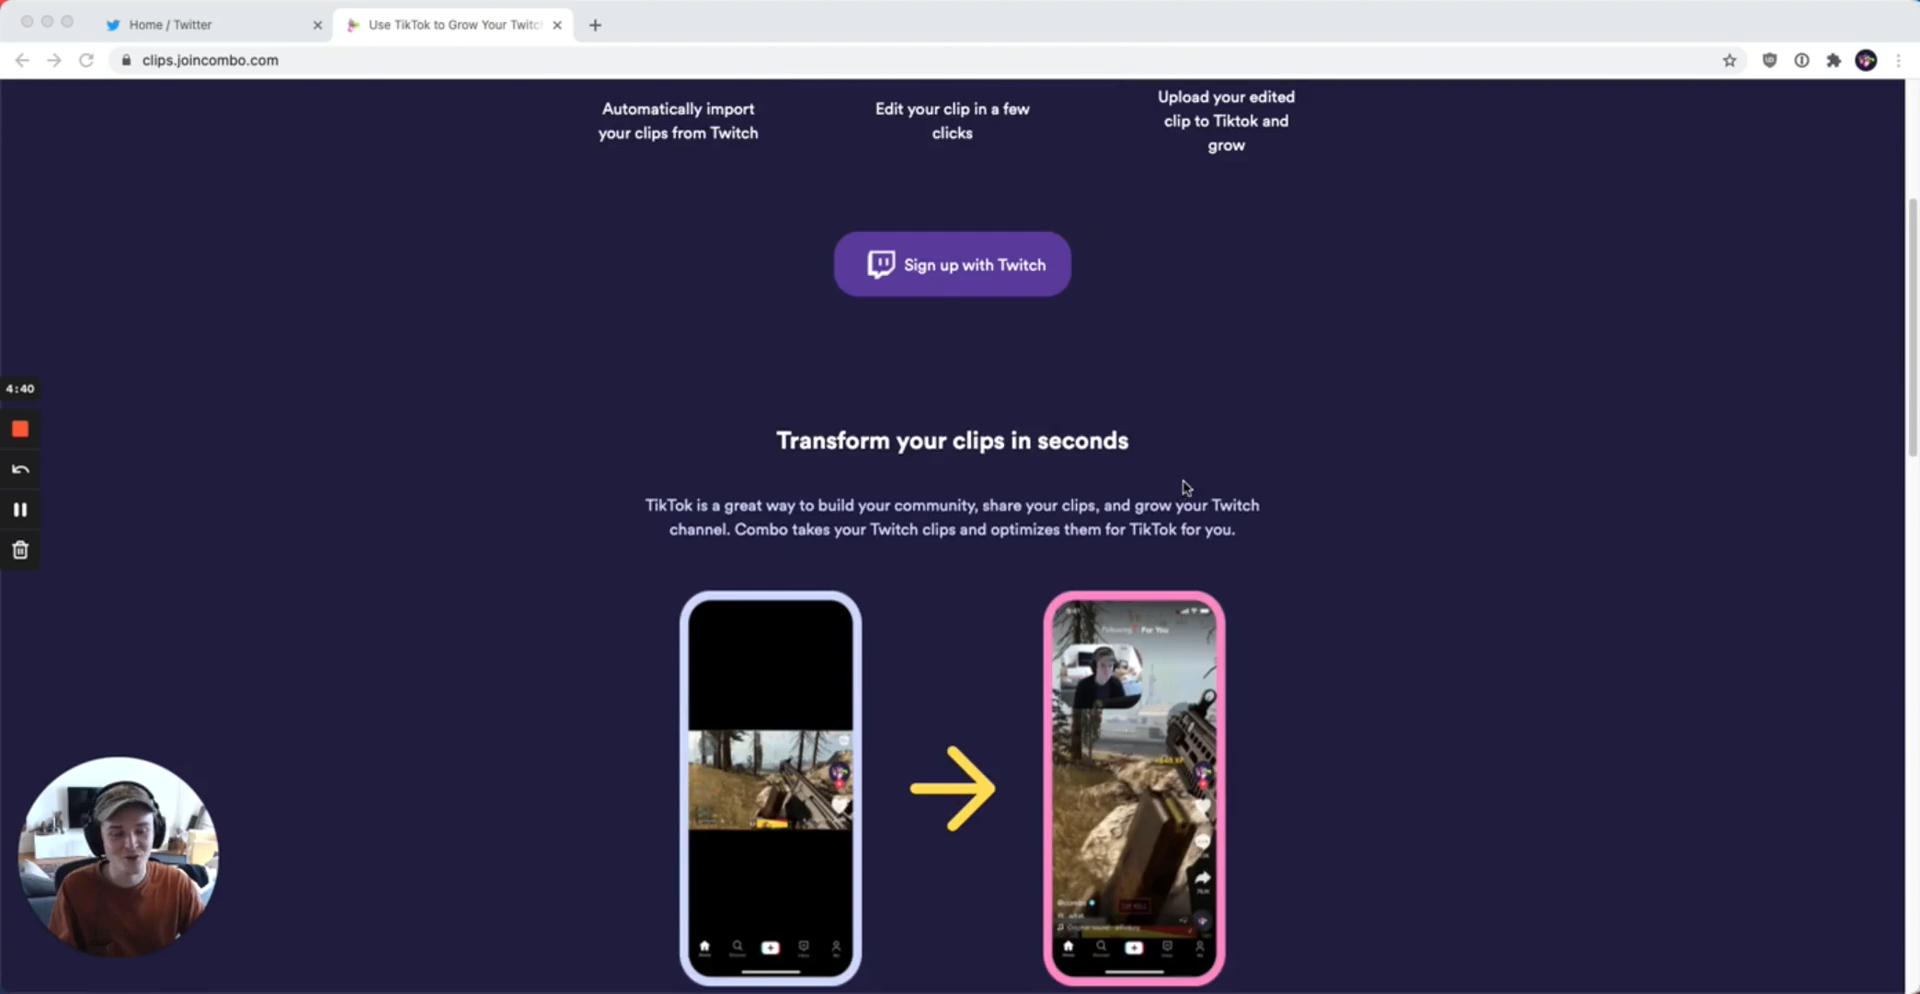 Home / Twitter
Use TikTok to Grow Your Twitc
clips.joincombo.com
Automatically import
your clips from Twitch
Edit your clip in a few
clicks
Upload your edited
clip to Tiktok and
grow
Sign up with Twitch
4:40
Transform your clips in seconds
TikTok is a great way to build your community, share your clips, and grow your Twitch
channel. Combo takes your Twitch clips and optimizes them for TikTok for you.
Following
For You